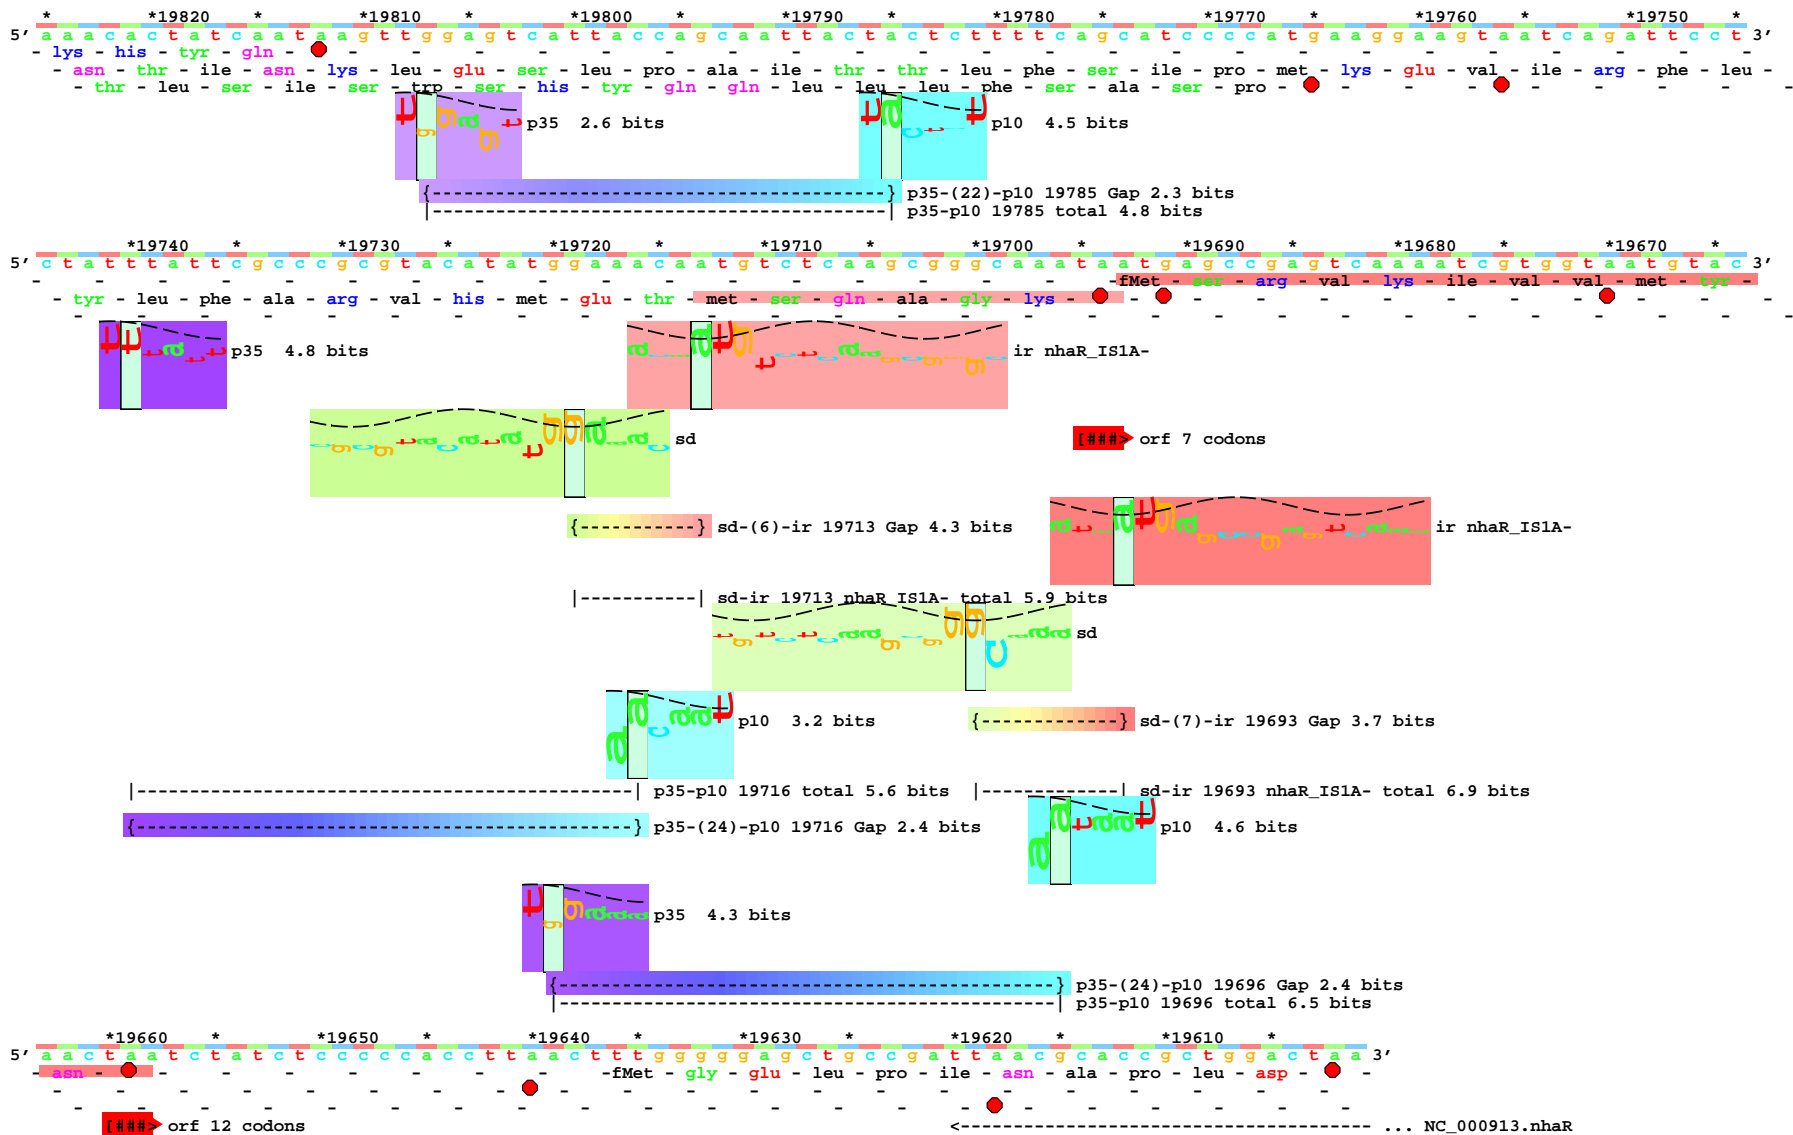 * *19820 * *19810 * *19800 * *19790 * *19780 * *19770 * *19760 * *19750 *
5' a a a c a c t a t c a a t a a g t t g g a g t c a t t a c c a g c a a t t a c t a c t c t t t t c a g c a t c c c c a t g a a g g a a g t a a t c a g a t t c c t 3'
- lys - his - tyr - gln - - - - - - - - - - - - - - - - - - - - - - -
- asn - thr - ile - asn - lys - leu - glu - ser - leu - pro - ala - ile - thr - thr - leu - phe - ser - ile - pro - met - lys - glu - val - ile - arg - phe - leu -
- thr - leu - ser - ile - ser - trp - ser - his - tyr - gln - gln - leu - leu - leu - phe - ser - ala - ser - pro - - - - - - - -
p35 2.6 bits
p10 4.5 bits
{---------------------} p35-(22)-p10 19785 Gap 2.3 bits
|---------------------| p35-p10 19785 total 4.8 bits
*19740 * *19730 * *19720 * *19710 * *19700 * *19690 * *19680 * *19670 *
5' c t a t t t a t t c g c c c g c g t a c a t a t g g a a a c a a t g t c t c a a g c g g g c a a a t a a t g a g c c g a g t c a a a a t c g t g g t a a t g t a c 3'
-fMet - ser - arg - val - lys - ile - val - val - met - tyr -
- tyr - leu - phe - ala - arg - val - his - met - glu - thr - met - ser - gln - ala - gly - lys - - - - - - - - -
p35 4.8 bits
ir nhaR_IS1A-
sd
[###> orf 7 codons
{-----------} sd-(6)-ir 19713 Gap 4.3 bits
ir nhaR_IS1A-
|-----------| sd-ir 19713 nhaR_IS1A- total 5.9 bits
sd
p10 3.2 bits
{------------} sd-(7)-ir 19693 Gap 3.7 bits
|-----------------------| p35-p10 19716 total 5.6 bits
|------------| sd-ir 19693 nhaR_IS1A- total 6.9 bits
{-----------------------} p35-(24)-p10 19716 Gap 2.4 bits
p10 4.6 bits
p35 4.3 bits
{-----------------------} p35-(24)-p10 19696 Gap 2.4 bits
|-----------------------| p35-p10 19696 total 6.5 bits
*19660 * *19650 * *19640 * *19630 * *19620 * *19610 *
5' a a c t a a t c t a t c t c c c c c a c c t t a a c t t t g g g g g a g c t g c c g a t t a a c g c a c c g c t g g a c t a a 3'
- asn - - - - - - - - -fMet - gly - glu - leu - pro - ile - asn - ala - pro - leu - asp - -
[###> orf 12 codons
<------------------- ... NC_000913.nhaR